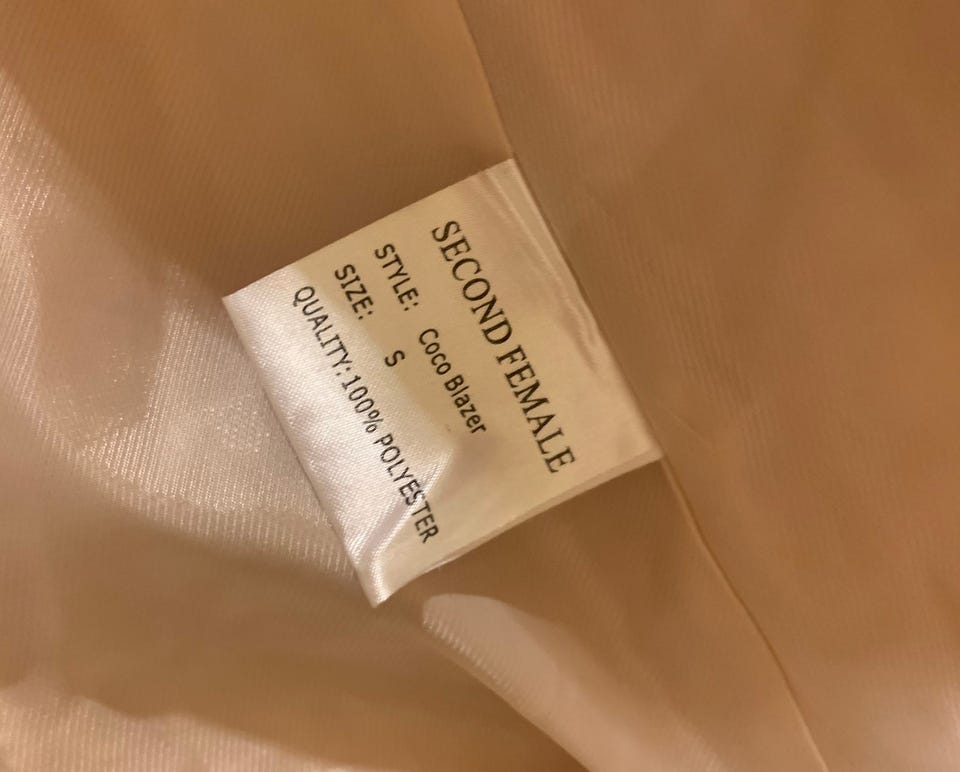 SECOND FEMALE
STYLE: Coco Blazer
SIZE: S
QUALITY: 100% POLYESTER